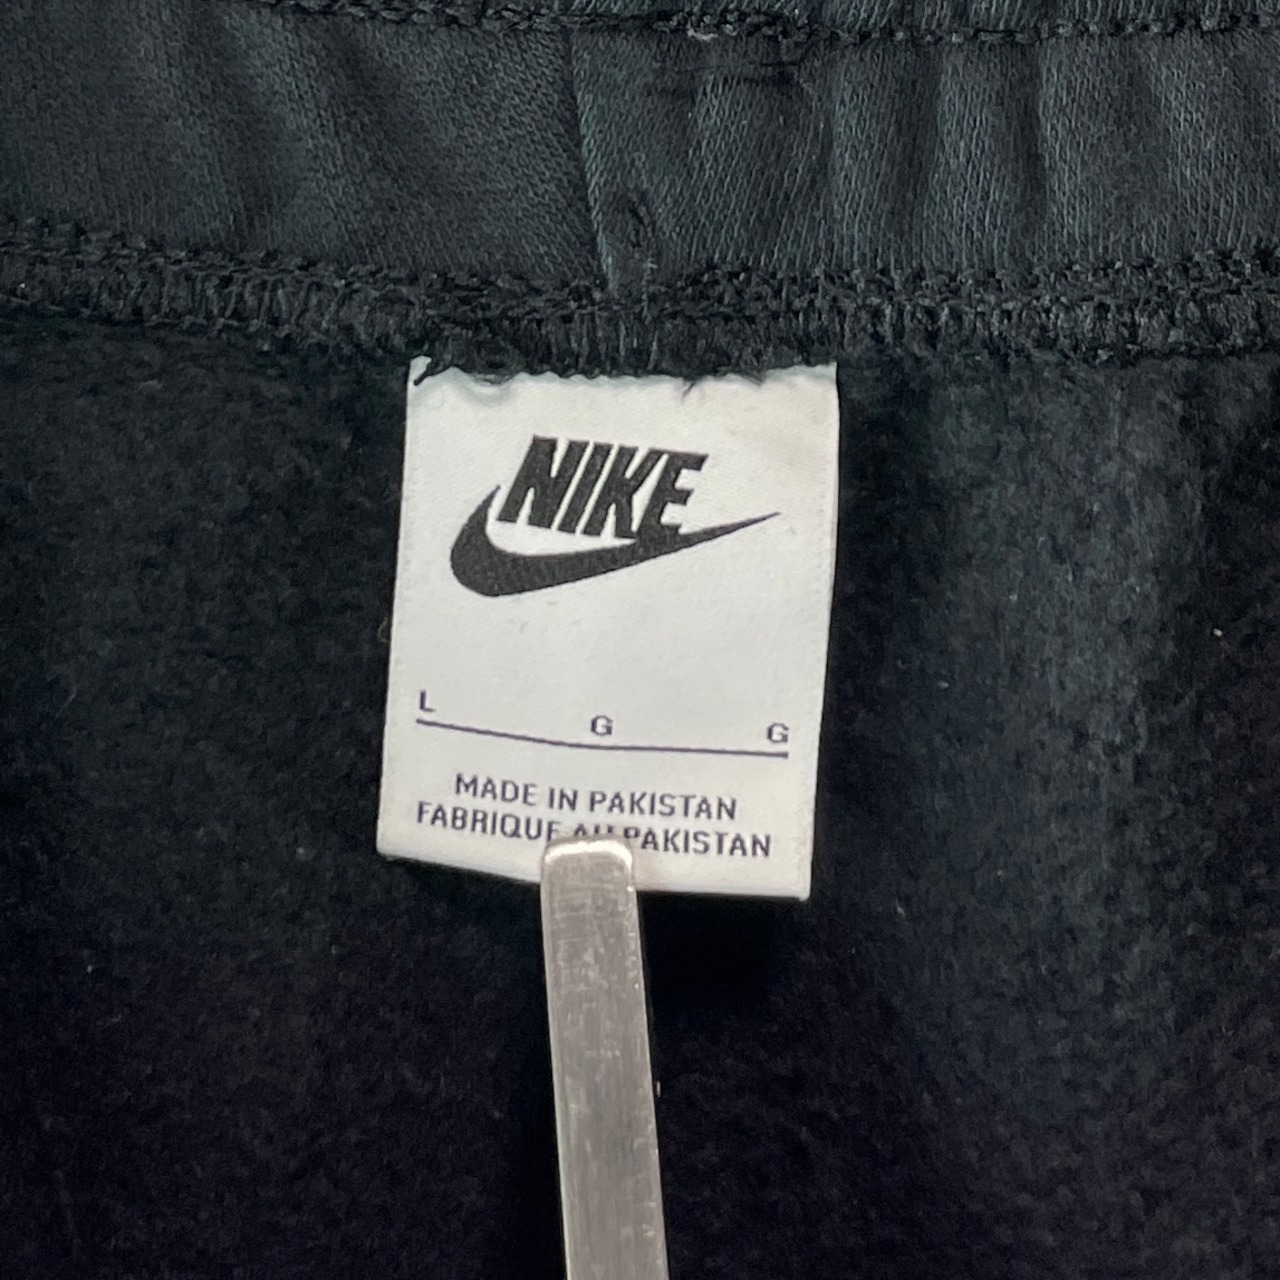 NIKE
L G G
MADE IN PAKISTAN
FABRIQUE AU PAKISTAN